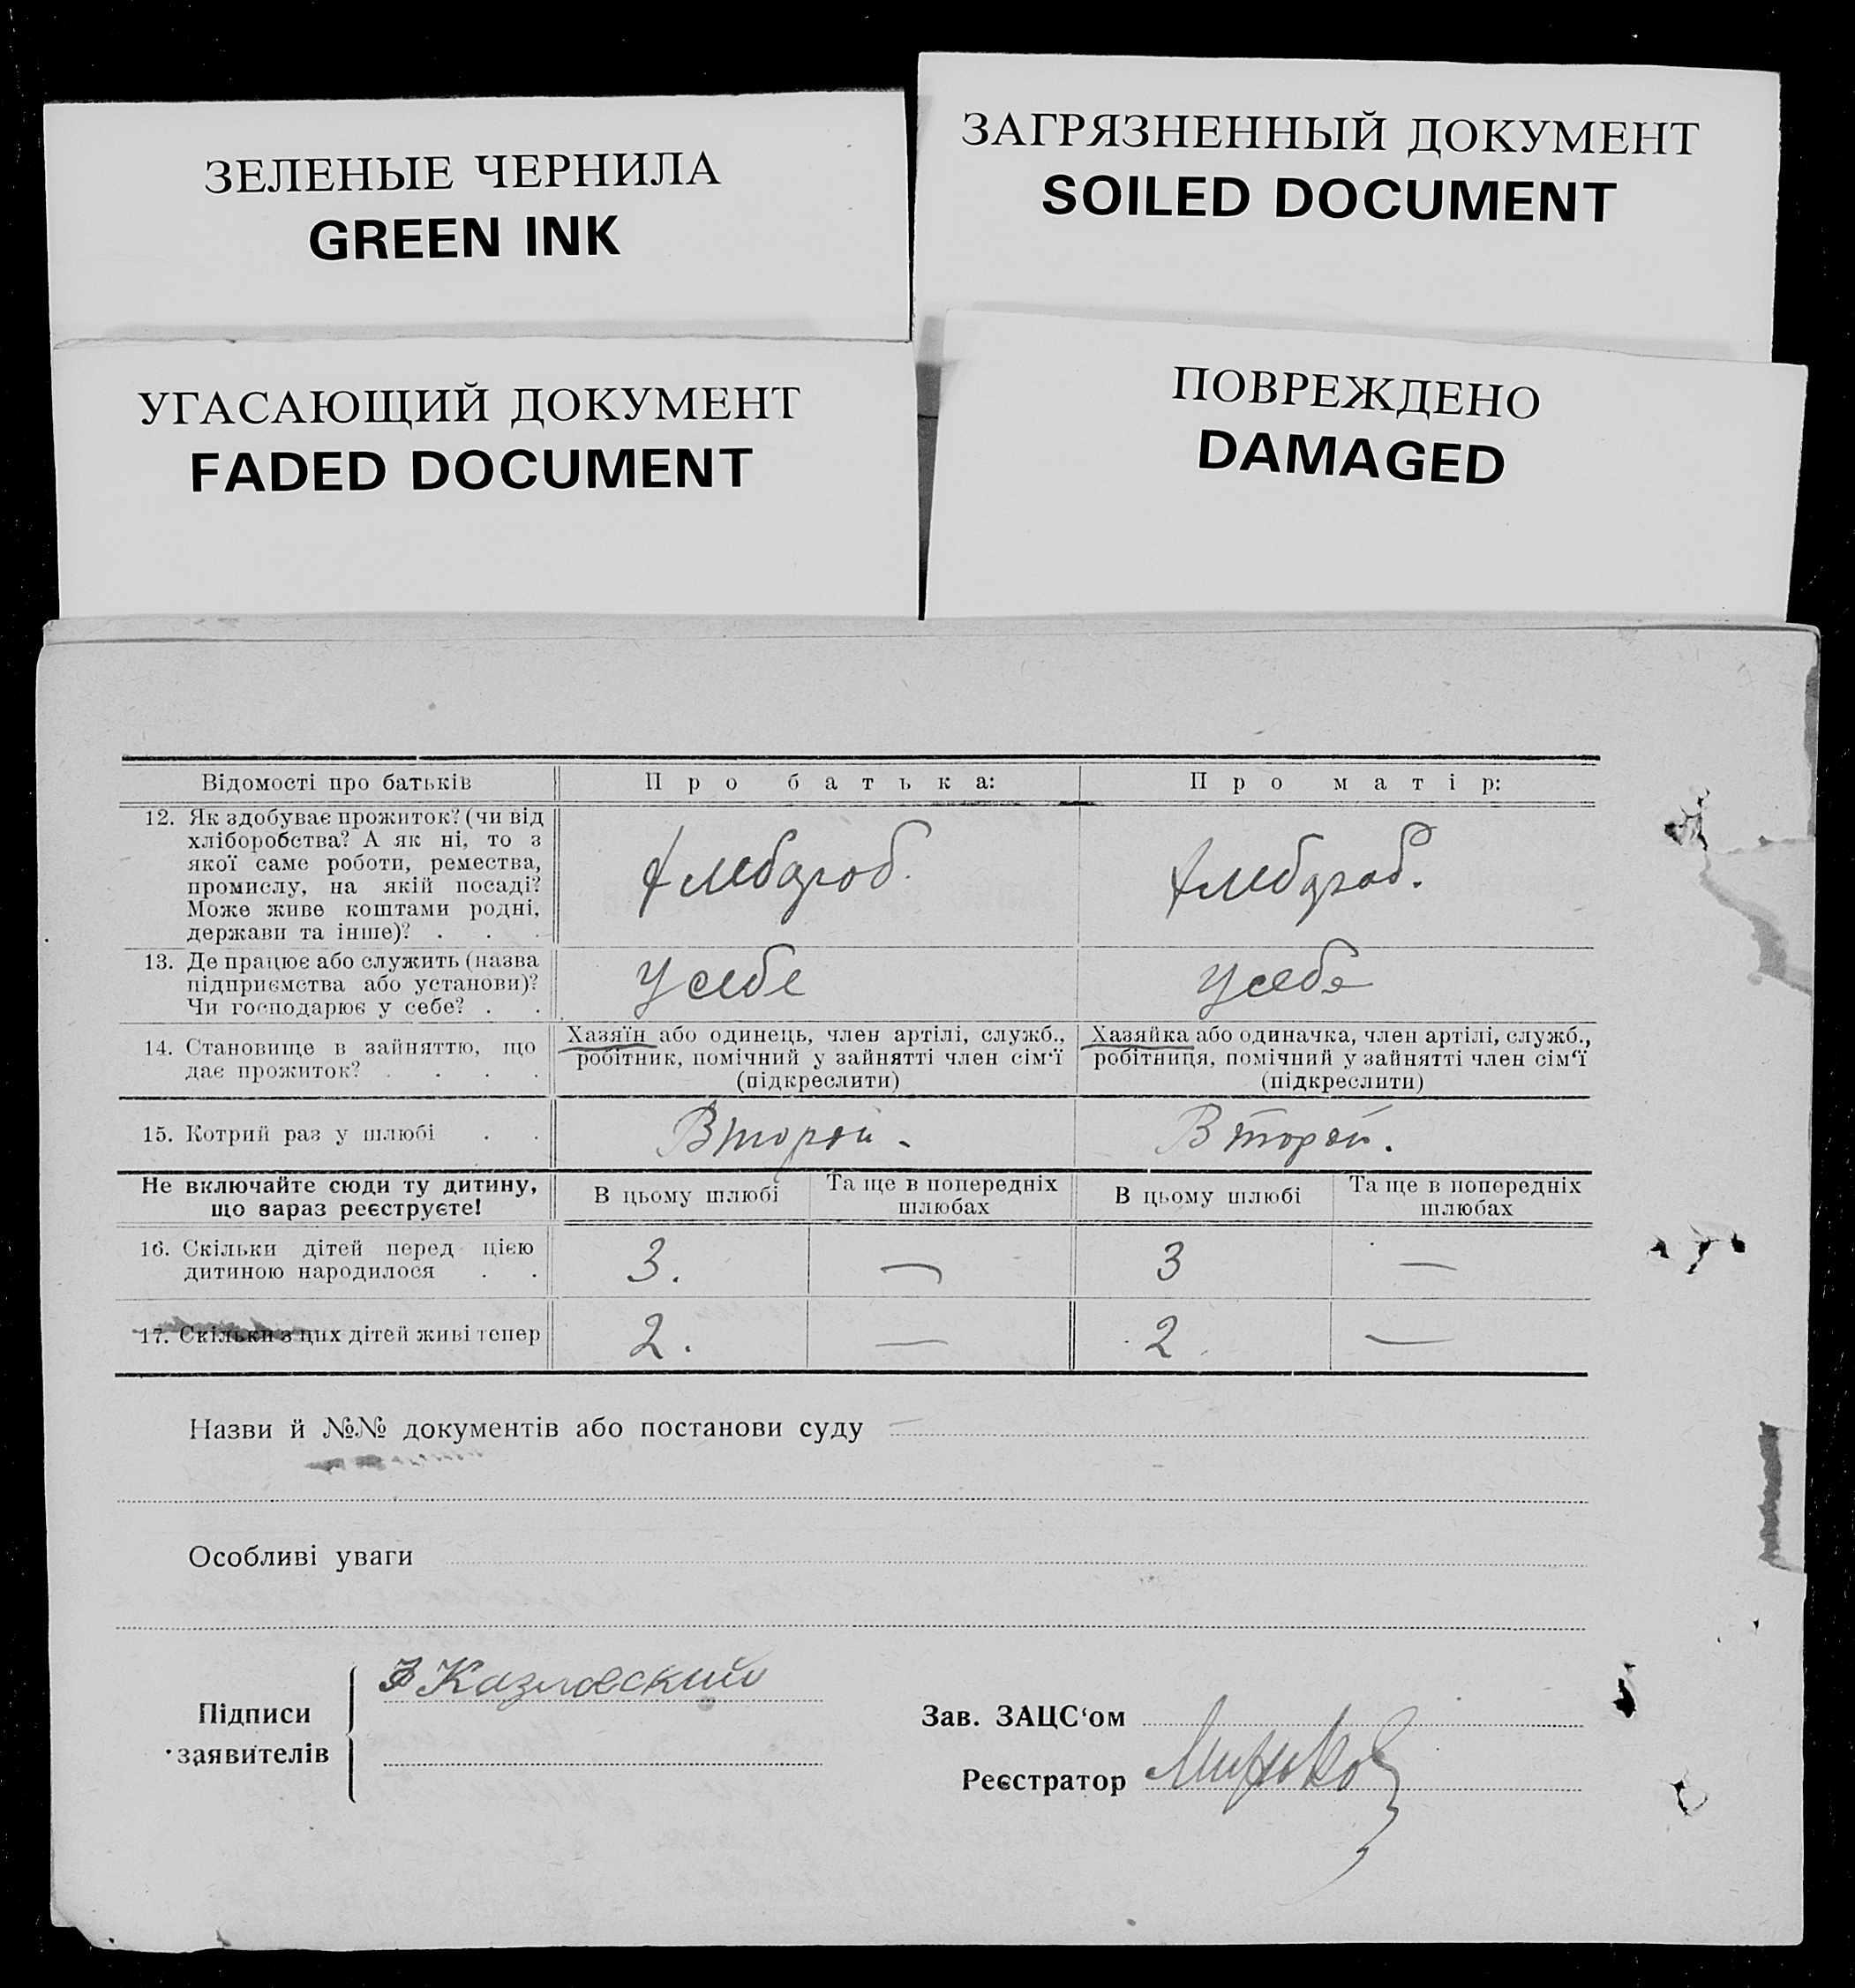 ЗЕЛЕНЫЕ ЧЕРНИЛА
GREEN INK
ЗАГРЯЗНЕННЫЙ ДОКУМЕНТ
SOILED DOCUMENT
УГАСАЮЩИЙ ДОКУМЕНТ
FADED DOCUMENT
ПОВРЕЖДЕНО
DAMAGED
Відомості про батьків
Про батька:
Про матір:
12. Як здобуває прожиток? (чи від
хліборобства? А як ні, то з
якої саме роботи, ремества,
промислу, на якій посаді?
Може живе коштами родні,
держави та інше)? . . .
Хлебороб.
Хлебороб.
13. Де працює або служить (назва
підприємства або установи)?
Чи господарює у себе? . .
У себе
У себе
14. Становище в зайняттю, що
дає прожиток? . . . .
Хазяїн або одинець, член артілі, служб.,
робітник, помічний у зайнятті член сім‘ї
(підкреслити)
Хазяйка або одиначка, член артілі, служб.,
робітниця, помічний у зайнятті член сім‘ї
(підкреслити)
15. Котрий раз у шлюбі . .
Второй.
Второй.
Не включайте сюди ту дитину,
що зараз реєструєте!
В цьому шлюбі
Та ще в попередніх
шлюбах
В цьому шлюбі
Та ще в попередніх
шлюбах
16. Скільки дітей перед цією
дитиною народилося . .
3. — 3 —
17. Скільки з цих дітей живі тепер
2. — 2 —
Назви й №№ документів або постанови суду
Особливі уваги
Підписи
заявителів
Казловский
Зав. ЗАЦС‘ом
Реєстратор